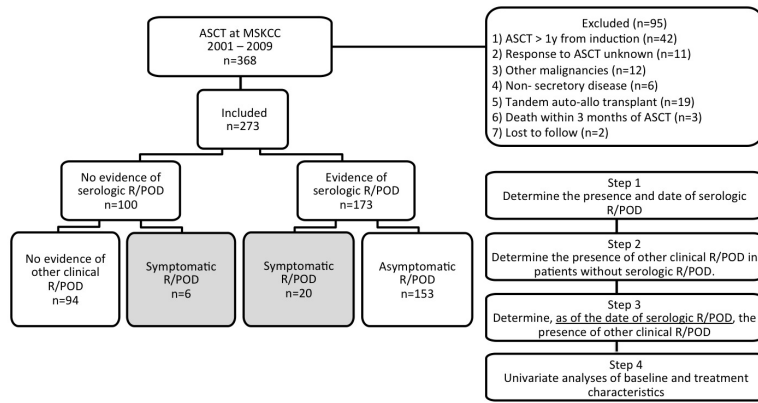 ASCT at MSKCC
2001 – 2009
n=368
Excluded (n=95)
1) ASCT > 1y from induction (n=42)
2) Response to ASCT unknown (n=11)
3) Other malignancies (n=12)
4) Non- secretory disease (n=6)
5) Tandem auto-allo transplant (n=19)
6) Death within 3 months of ASCT (n=3)
7) Lost to follow (n=2)
Included
n=273
No evidence of
serologic R/POD
n=100
Evidence of
serologic R/POD
n=173
No evidence of
other clinical
R/POD
n=94
Symptomatic
R/POD
n=6
Symptomatic
R/POD
n=20
Asymptomatic
R/POD
n=153
Step 1
Determine the presence and date of serologic
R/POD
Step 2
Determine the presence of other clinical R/POD in
patients without serologic R/POD.
Step 3
Determine, as of the date of serologic R/POD, the
presence of other clinical R/POD
Step 4
Univariate analyses of baseline and treatment
characteristics